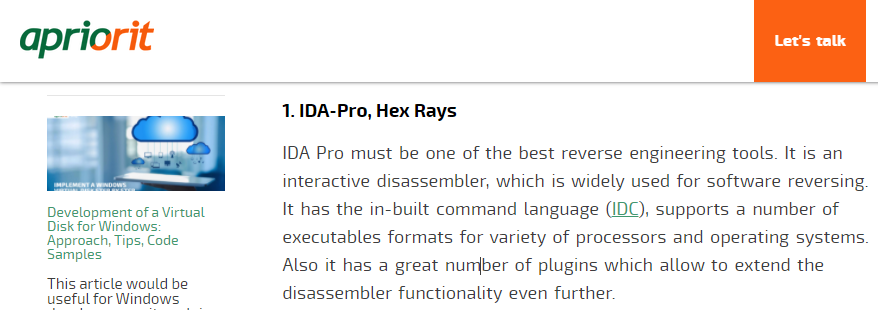 apriorit
Let's talk
1. IDA-Pro, Hex Rays
IDA Pro must be one of the best reverse engineering tools. It is an
interactive disassembler, which is widely used for software reversing.
It has the in-built command language (IDC), supports a number of
executables formats for variety of processors and operating systems.
Also it has a great number of plugins which allow to extend the
disassembler functionality even further.
IMPLEMENT A WINDOWS
Development of a Virtual
Disk for Windows:
Approach, Tips, Code
Samples
This article would be
useful for Windows